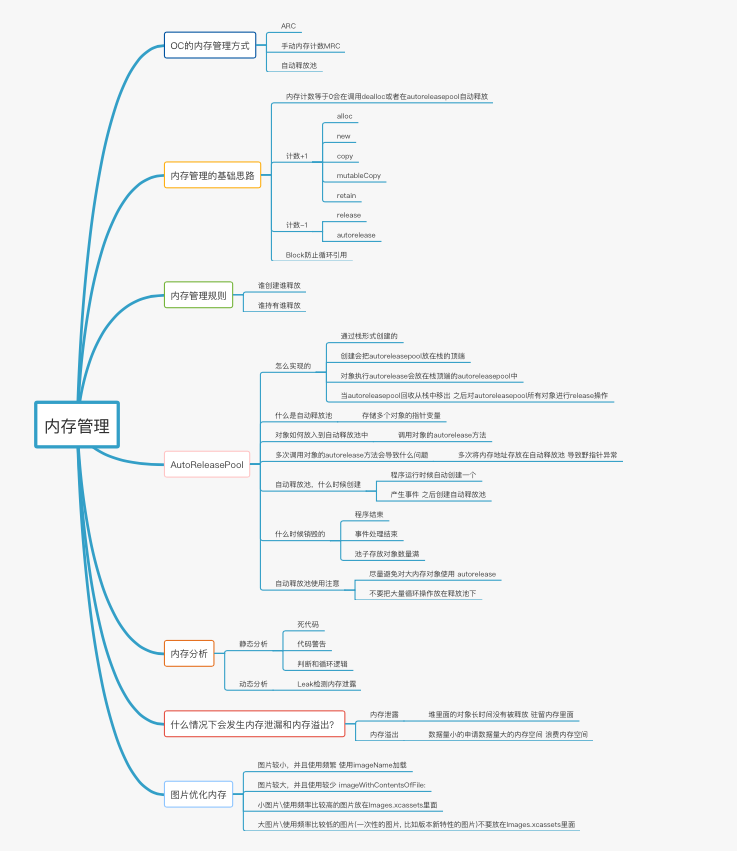 内存管理
OC的内存管理方式
ARC
手动内存计数MRC
自动释放池
内存管理的基础思路
内存计数等于0会在调用dealloc或者在autoreleasepool自动释放
计数+1
alloc
new
copy
mutableCopy
retain
计数-1
release
autorelease
Block防止循环引用
内存管理规则
谁创建谁释放
谁持有谁释放
AutoReleasePool
怎么实现的
通过栈形式创建的
创建会把autoreleasepool放在栈的顶端
对象执行autorelease会放在栈顶端的autoreleasepool中
当autoreleasepool回收从栈中移出 之后对autoreleasepool所有对象进行release操作
什么是自动释放池
存储多个对象的指针变量
对象如何放入到自动释放池中
调用对象的autorelease方法
多次调用对象的autorelease方法会导致什么问题
多次将内存地址存放在自动释放池 导致野指针异常
自动释放池，什么时候创建
程序运行时候自动创建一个
产生事件 之后创建自动释放池
什么时候销毁的
程序结束
事件处理结束
池子存放对象数量满
自动释放池使用注意
尽量避免对大内存对象使用 autorelease
不要把大量循环操作放在释放池下
内存分析
静态分析
死代码
代码警告
判断和循环逻辑
动态分析
Leak检测内存泄露
什么情况下会发生内存泄漏和内存溢出？
内存泄露
堆里面的对象长时间没有被释放 驻留内存里面
内存溢出
数据量小的申请数据量大的内存空间 浪费内存空间
图片优化内存
图片较小，并且使用频繁 使用imageName加载
图片较大，并且使用较少 imageWithContentsOfFile:
小图片\使用频率比较高的图片放在Images.xcassets里面
大图片\使用频率比较低的图片(一次性的图片, 比如版本新特性的图片)不要放在Images.xcassets里面